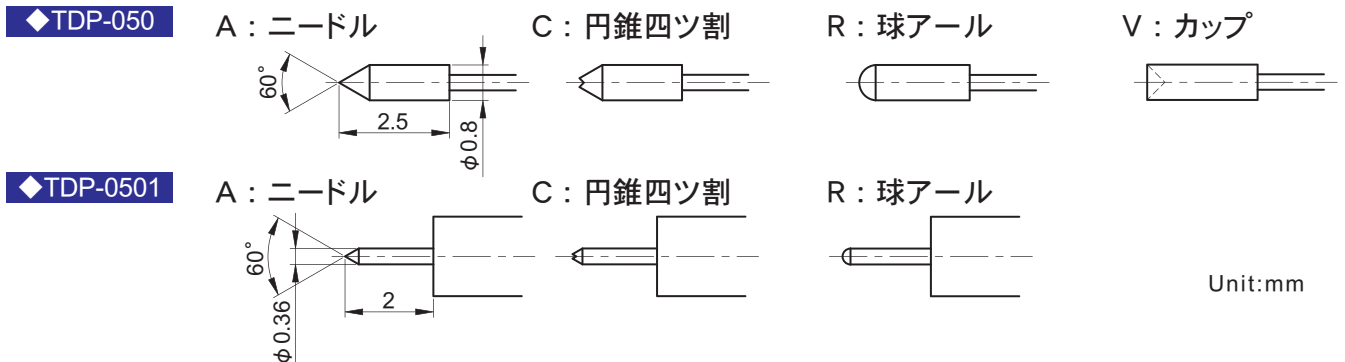 ◆TDP-050
A：ニードル
C：円錐四ツ割
R：球アール
V：カップ
60°
2.5
φ0.8
◆TDP-0501
A：ニードル
C：円錐四ツ割
R：球アール
60°
φ0.36
2
Unit:mm